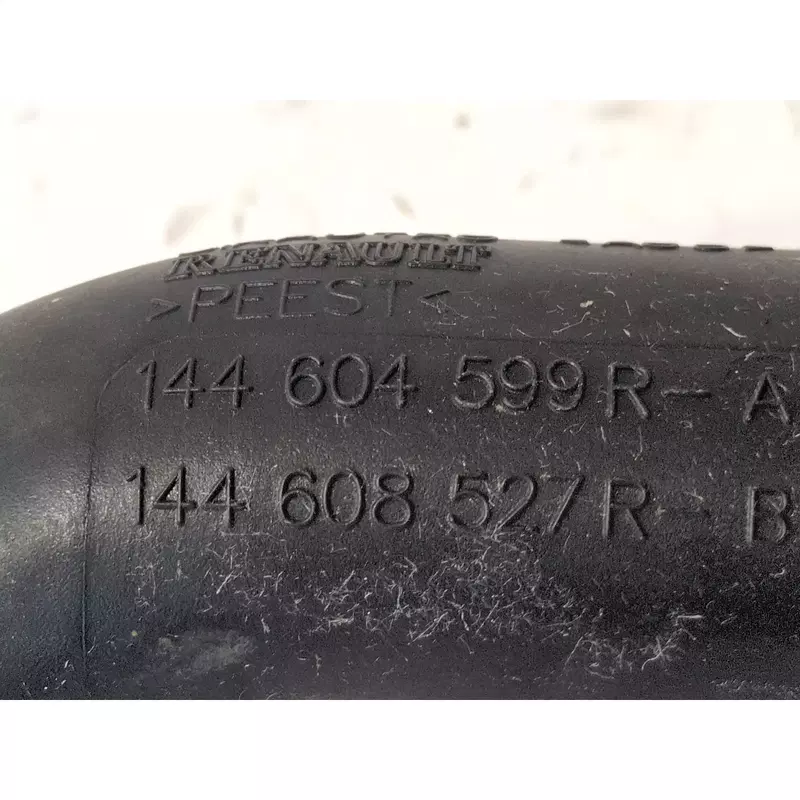 RENAULT
>PEEST<
144 604 599 R-A
144 608 527 R-B